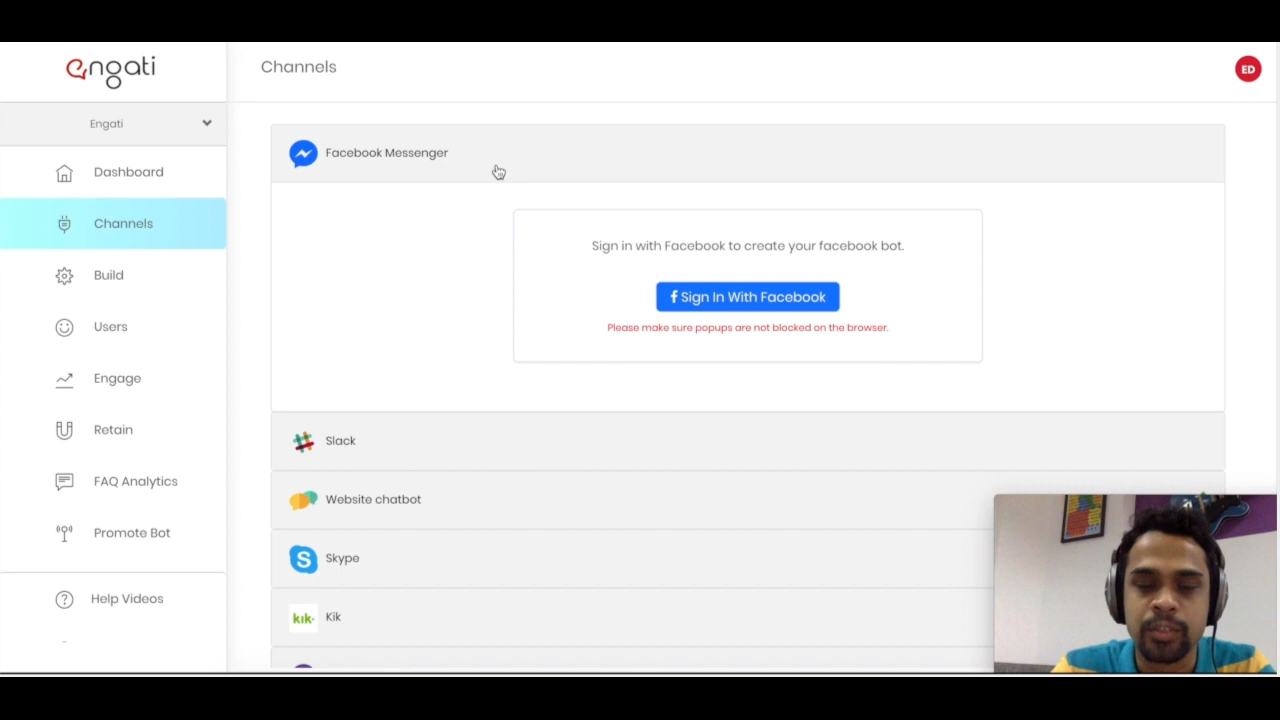 engati
Channels
ED
Engati
Dashboard
Channels
Build
Users
Engage
Retain
FAQ Analytics
Promote Bot
Help Videos
Facebook Messenger
Sign in with Facebook to create your facebook bot.
f Sign In With Facebook
Please make sure popups are not blocked on the browser.
Slack
Website chatbot
S Skype
kik. Kik